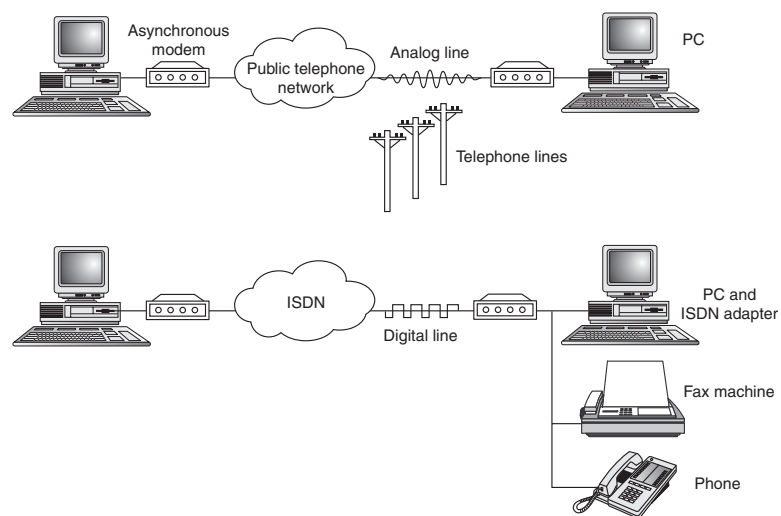 Asynchronous
modem
Public telephone
network
Analog line
PC
Telephone lines
ISDN
Digital line
PC and
ISDN adapter
Fax machine
Phone